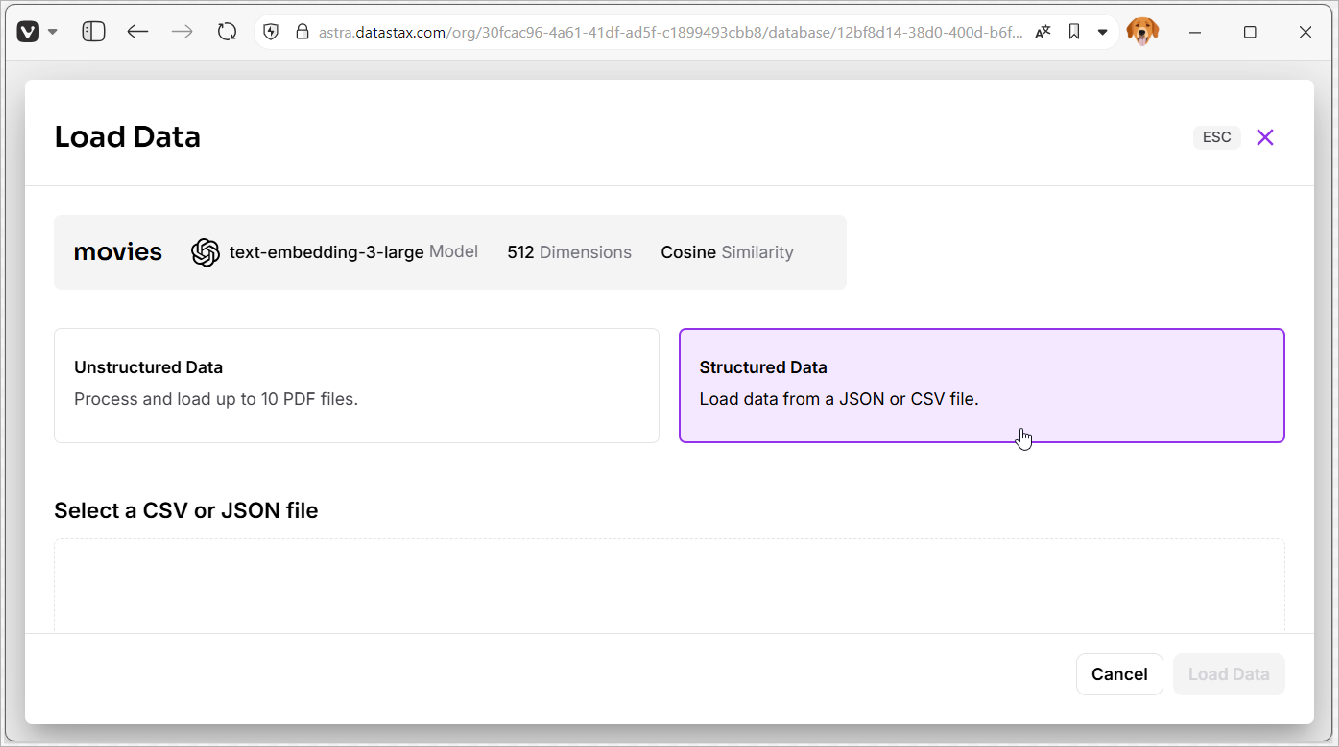 astra.datastax.com/org/30fcac96-4a61-41df-ad5f-c1899493cbb8/database/12bf8d14-38d0-400d-b6f...
Load Data
ESC
movies text-embedding-3-large Model 512 Dimensions Cosine Similarity
Unstructured Data
Process and load up to 10 PDF files.
Structured Data
Load data from a JSON or CSV file.
Select a CSV or JSON file
Cancel Load Data